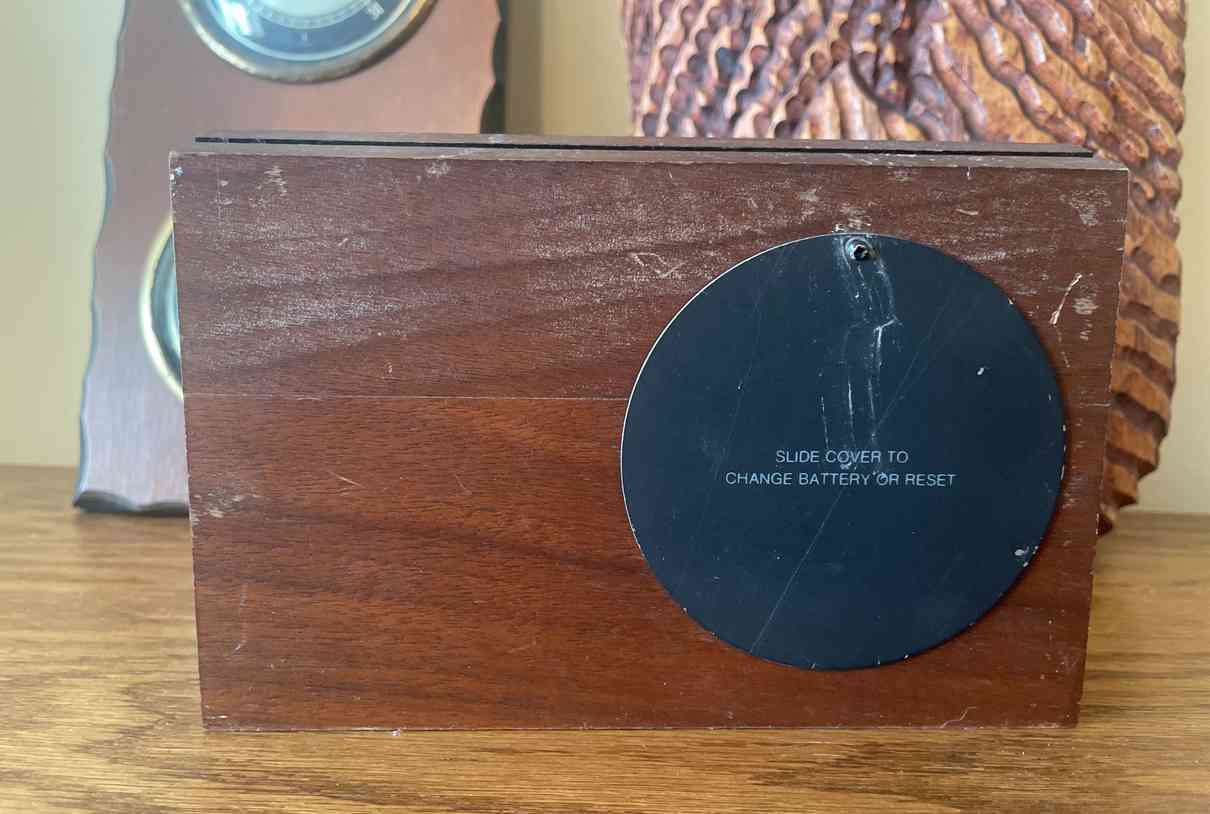 SLIDE COVER TO
CHANGE BATTERY OR RESET